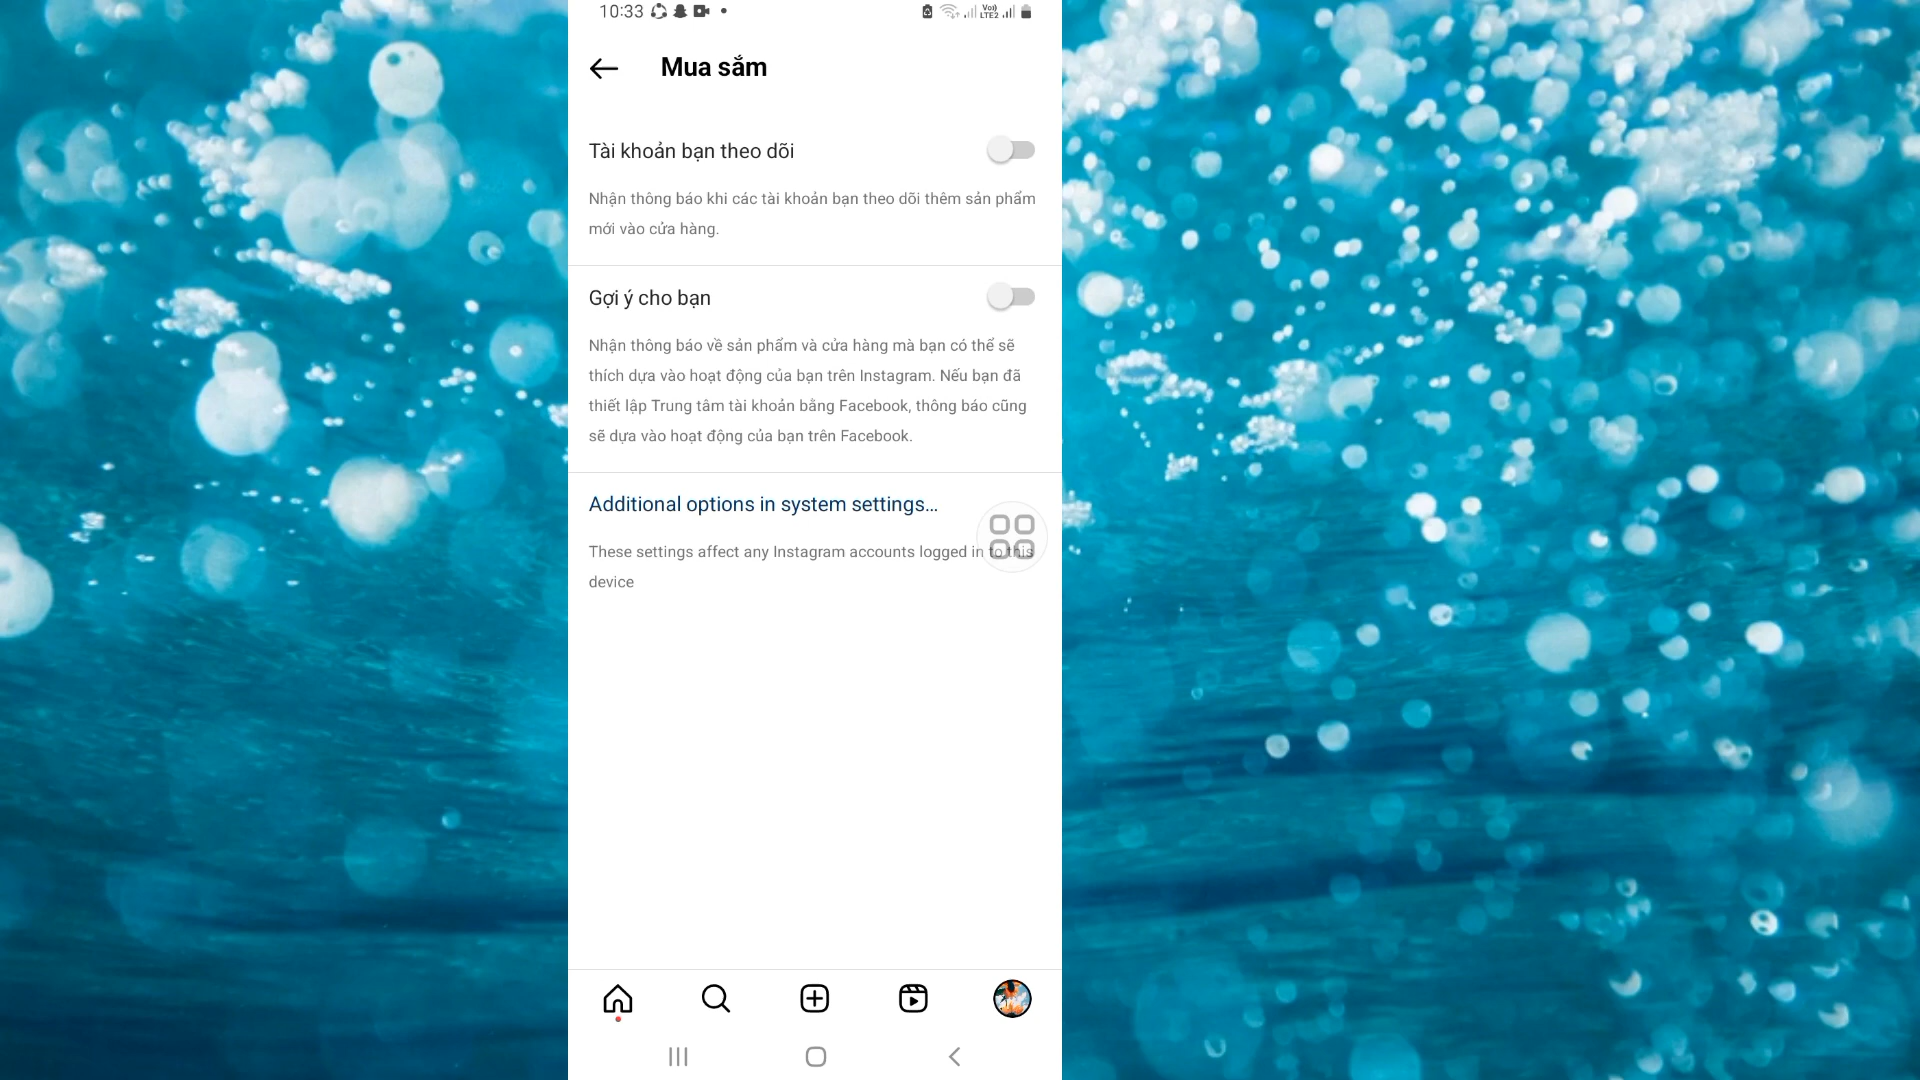 10:33
Vo))
LTE2
Mua sắm
Tài khoản bạn theo dõi
Nhận thông báo khi các tài khoản bạn theo dõi thêm sản phẩm
mới vào cửa hàng.
Gợi ý cho bạn
Nhận thông báo về sản phẩm và cửa hàng mà bạn có thể sẽ
thích dựa vào hoạt động của bạn trên Instagram. Nếu bạn đã
thiết lập Trung tâm tài khoản bằng Facebook, thông báo cũng
sẽ dựa vào hoạt động của bạn trên Facebook.
Additional options in system settings...
These settings affect any Instagram accounts logged in to this
device